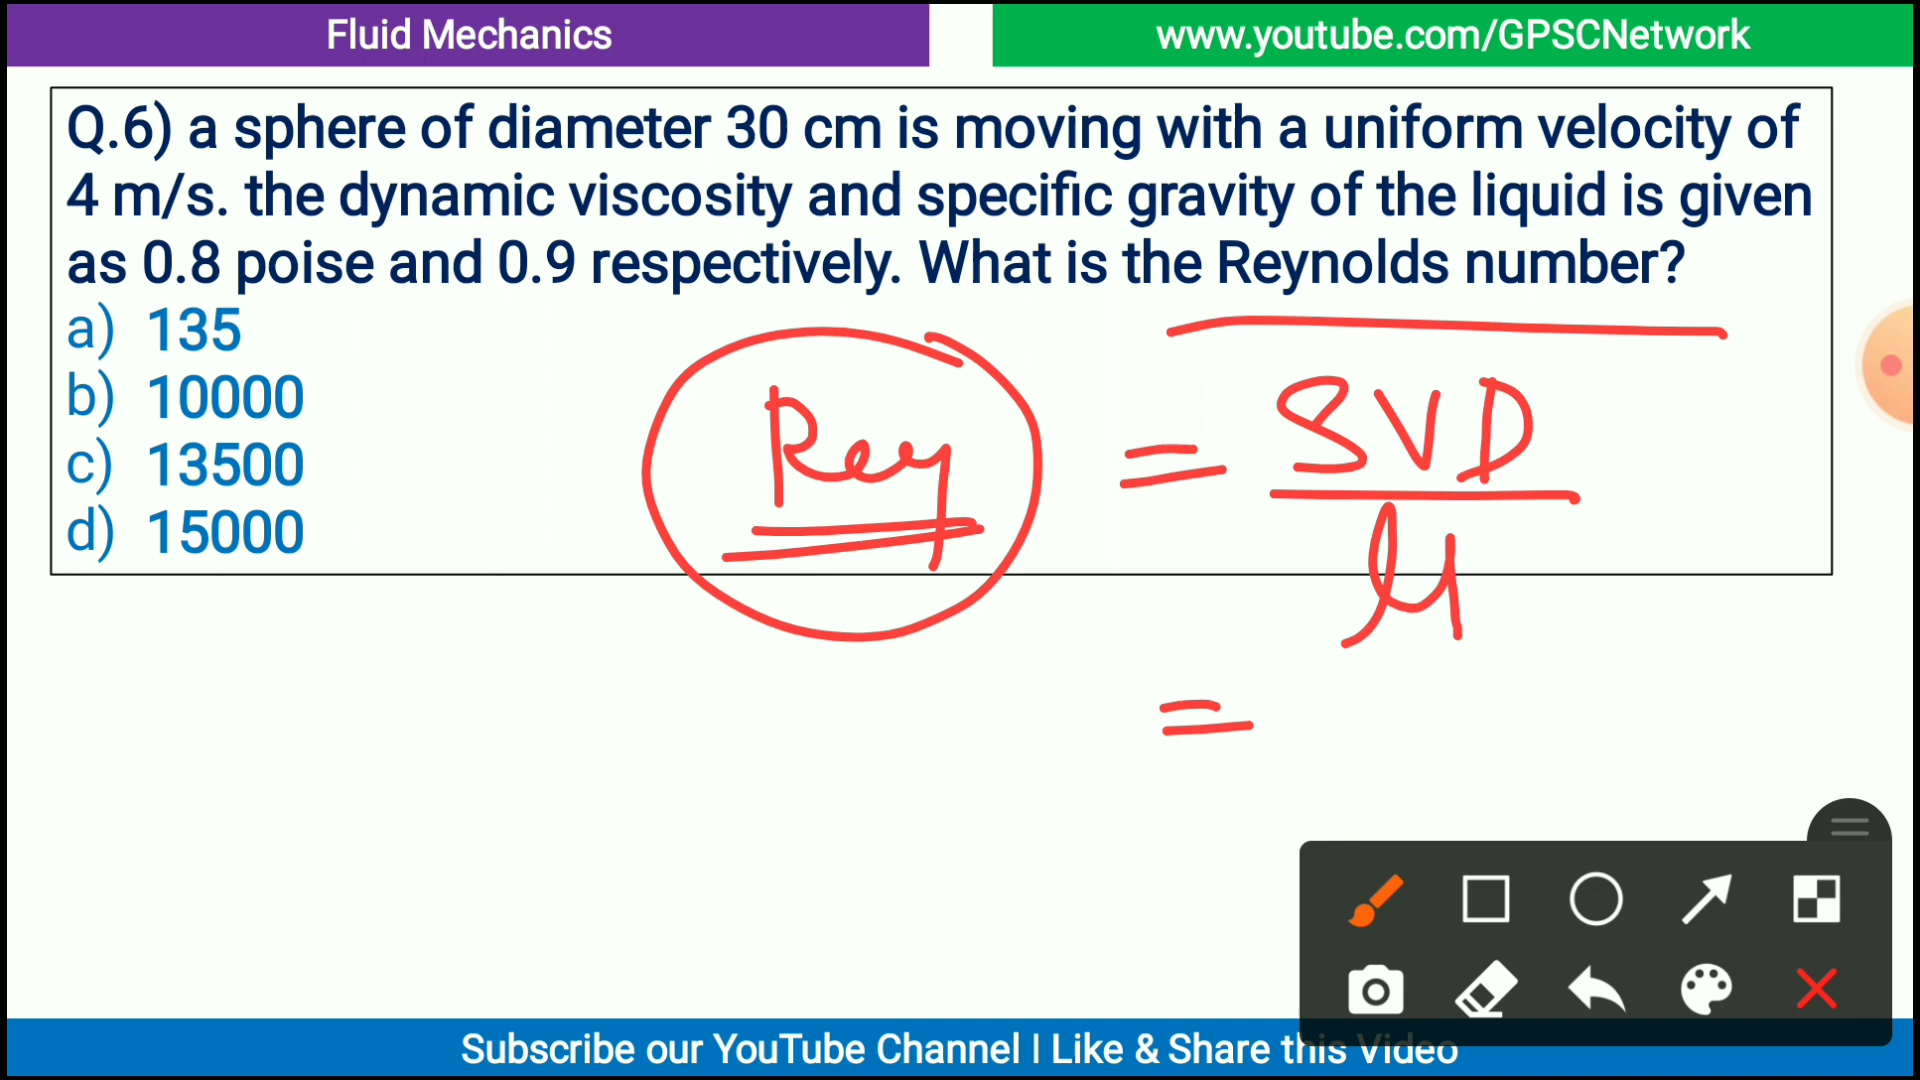 Fluid Mechanics
www.youtube.com/GPSCNetwork
Q.6) a sphere of diameter 30 cm is moving with a uniform velocity of
4 m/s. the dynamic viscosity and specific gravity of the liquid is given
as 0.8 poise and 0.9 respectively. What is the Reynolds number?
a) 135
b) 10000
c) 13500
d) 15000
Rey = SVD
μ
=
Subscribe our YouTube Channel I Like & Share this Video